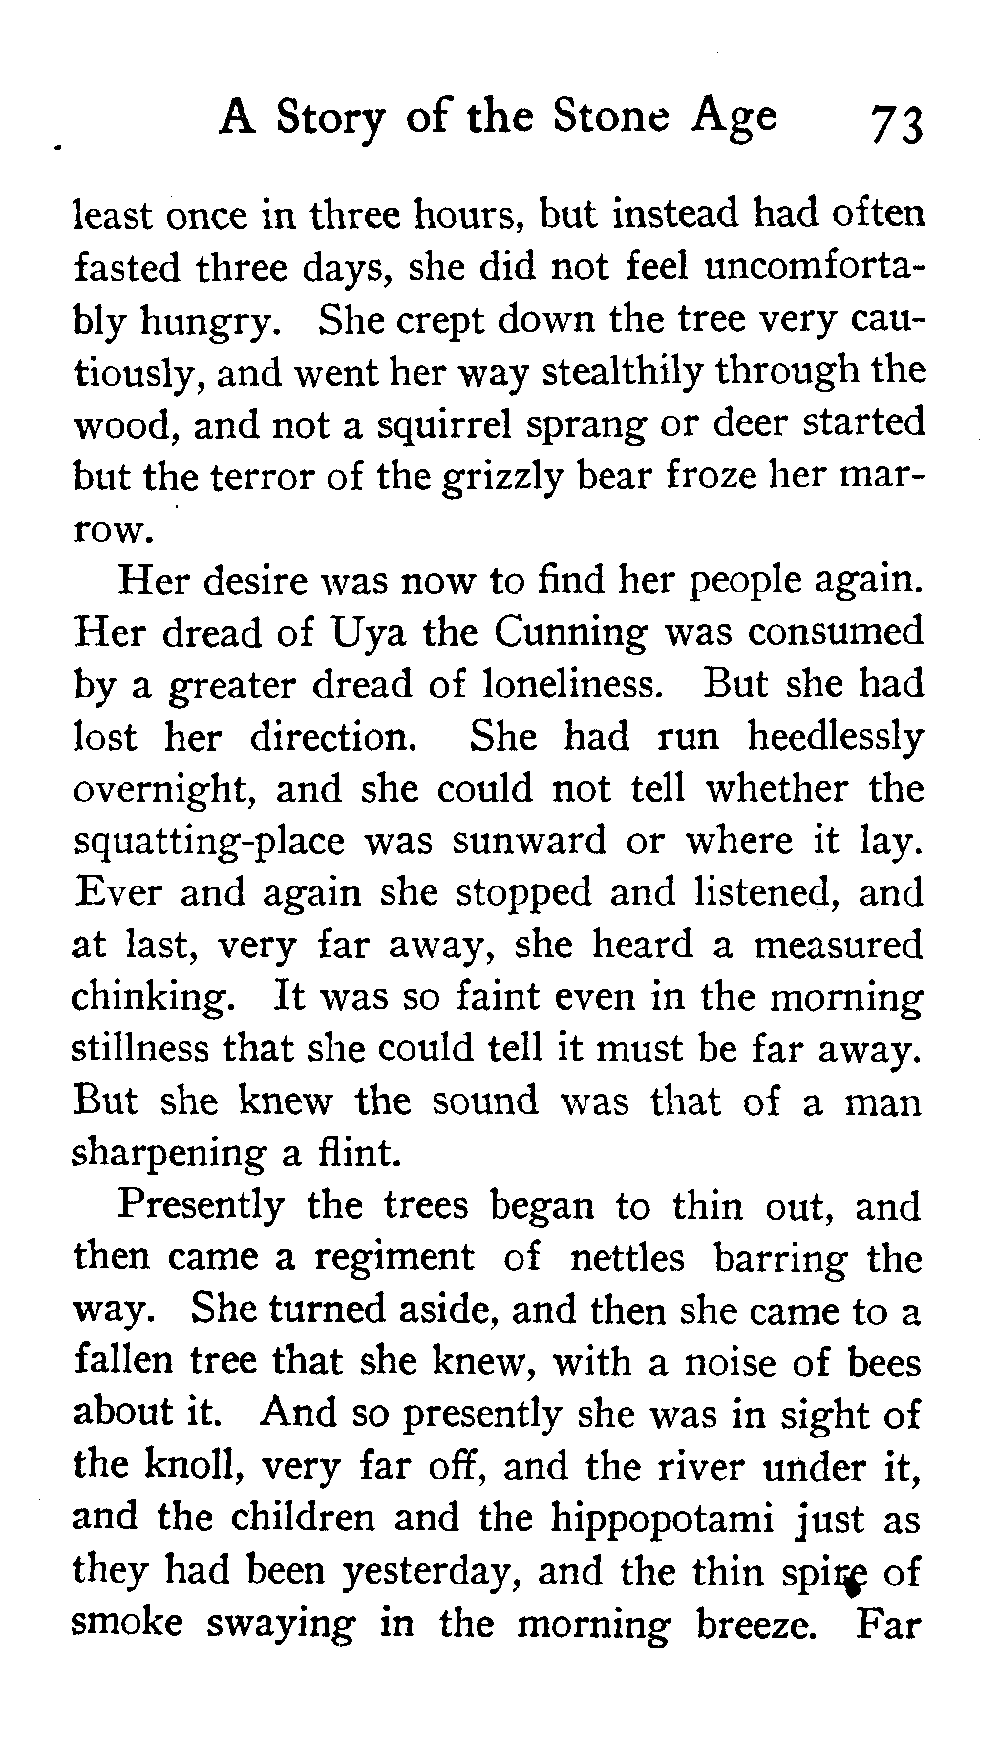 A Story of the Stone Age 73
least once in three hours, but instead had often
fasted three days, she did not feel uncomforta-
bly hungry. She crept down the tree very cau-
tiously, and went her way stealthily through the
wood, and not a squirrel sprang or deer started
but the terror of the grizzly bear froze her mar-
row.
Her desire was now to find her people again.
Her dread of Uya the Cunning was consumed
by a greater dread of loneliness. But she had
lost her direction. She had run heedlessly
overnight, and she could not tell whether the
squatting-place was sunward or where it lay.
Ever and again she stopped and listened, and
at last, very far away, she heard a measured
chinking. It was so faint even in the morning
stillness that she could tell it must be far away.
But she knew the sound was that of a man
sharpening a flint.
Presently the trees began to thin out, and
then came a regiment of nettles barring the
way. She turned aside, and then she came to a
fallen tree that she knew, with a noise of bees
about it. And so presently she was in sight of
the knoll, very far off, and the river under it,
and the children and the hippopotami just as
they had been yesterday, and the thin spire of
smoke swaying in the morning breeze. Far